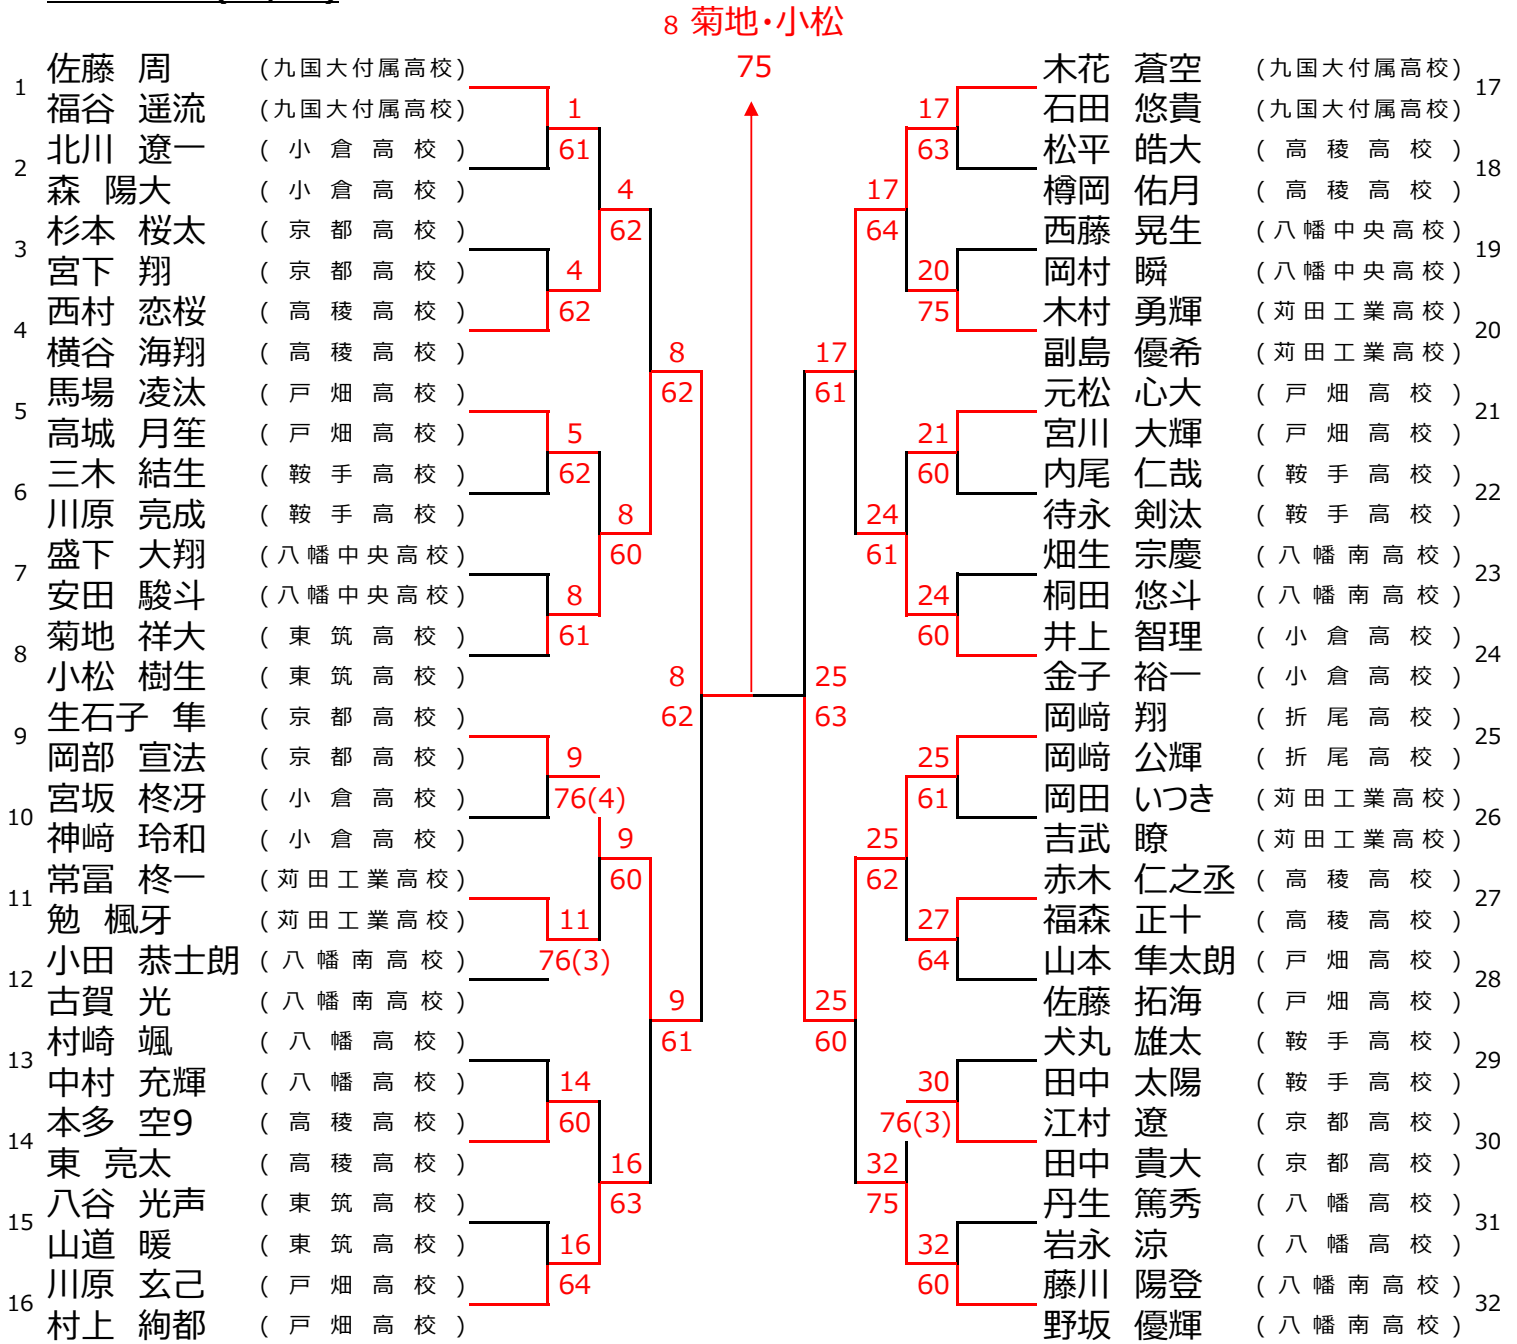 8 菊地・小松
75
1 佐藤 周 (九国大付属高校)
福谷 遥流 (九国大付属高校)
2 北川 遼一 (小倉高校)
森 陽大 (小倉高校)
3 杉本 桜太 (京都高校)
宮下 翔 (京都高校)
4 西村 恋桜 (高稜高校)
横谷 海翔 (高稜高校)
5 馬場 凌汰 (戸畑高校)
高城 月笙 (戸畑高校)
6 三木 結生 (鞍手高校)
川原 亮成 (鞍手高校)
7 盛下 大翔 (八幡中央高校)
安田 駿斗 (八幡中央高校)
8 菊地 祥大 (東筑高校)
小松 樹生 (東筑高校)
9 生石子 隼 (京都高校)
岡部 宣法 (京都高校)
10 宮坂 柊冴 (小倉高校)
神﨑 玲和 (小倉高校)
11 常冨 柊一 (苅田工業高校)
勉 楓牙 (苅田工業高校)
12 小田 恭士朗 (八幡南高校)
古賀 光 (八幡南高校)
13 村崎 颯 (八幡高校)
中村 充輝 (八幡高校)
14 本多 空9 (高稜高校)
東 亮太 (高稜高校)
15 八谷 光声 (東筑高校)
山道 暖 (東筑高校)
16 川原 玄己 (戸畑高校)
村上 絢都 (戸畑高校)
1
61
4
62
5
62
8
61
9
76(4)
11
76(3)
14
60
16
64
4
62
8
60
9
60
16
63
8
62
9
61
8
62
25
63
17
61
25
60
17
64
24
61
25
62
32
75
17
63
20
75
21
60
24
60
25
61
27
64
30
76(3)
32
60
木花 蒼空 (九国大付属高校) 17
石田 悠貴 (九国大付属高校)
松平 皓大 (高稜高校) 18
樽岡 佑月 (高稜高校)
西藤 晃生 (八幡中央高校) 19
岡村 瞬 (八幡中央高校)
木村 勇輝 (苅田工業高校) 20
副島 優希 (苅田工業高校)
元松 心大 (戸畑高校) 21
宮川 大輝 (戸畑高校)
内尾 仁哉 (鞍手高校) 22
待永 剣汰 (鞍手高校)
畑生 宗慶 (八幡南高校) 23
桐田 悠斗 (八幡南高校)
井上 智理 (小倉高校) 24
金子 裕一 (小倉高校)
岡﨑 翔 (折尾高校) 25
岡﨑 公輝 (折尾高校)
岡田 いつき (苅田工業高校) 26
吉武 瞭 (苅田工業高校)
赤木 仁之丞 (高稜高校) 27
福森 正十 (高稜高校)
山本 隼太朗 (戸畑高校) 28
佐藤 拓海 (戸畑高校)
犬丸 雄太 (鞍手高校) 29
田中 太陽 (鞍手高校)
江村 遼 (京都高校) 30
田中 貴大 (京都高校)
丹生 篤秀 (八幡高校) 31
岩永 涼 (八幡高校)
藤川 陽登 (八幡南高校) 32
野坂 優輝 (八幡南高校)